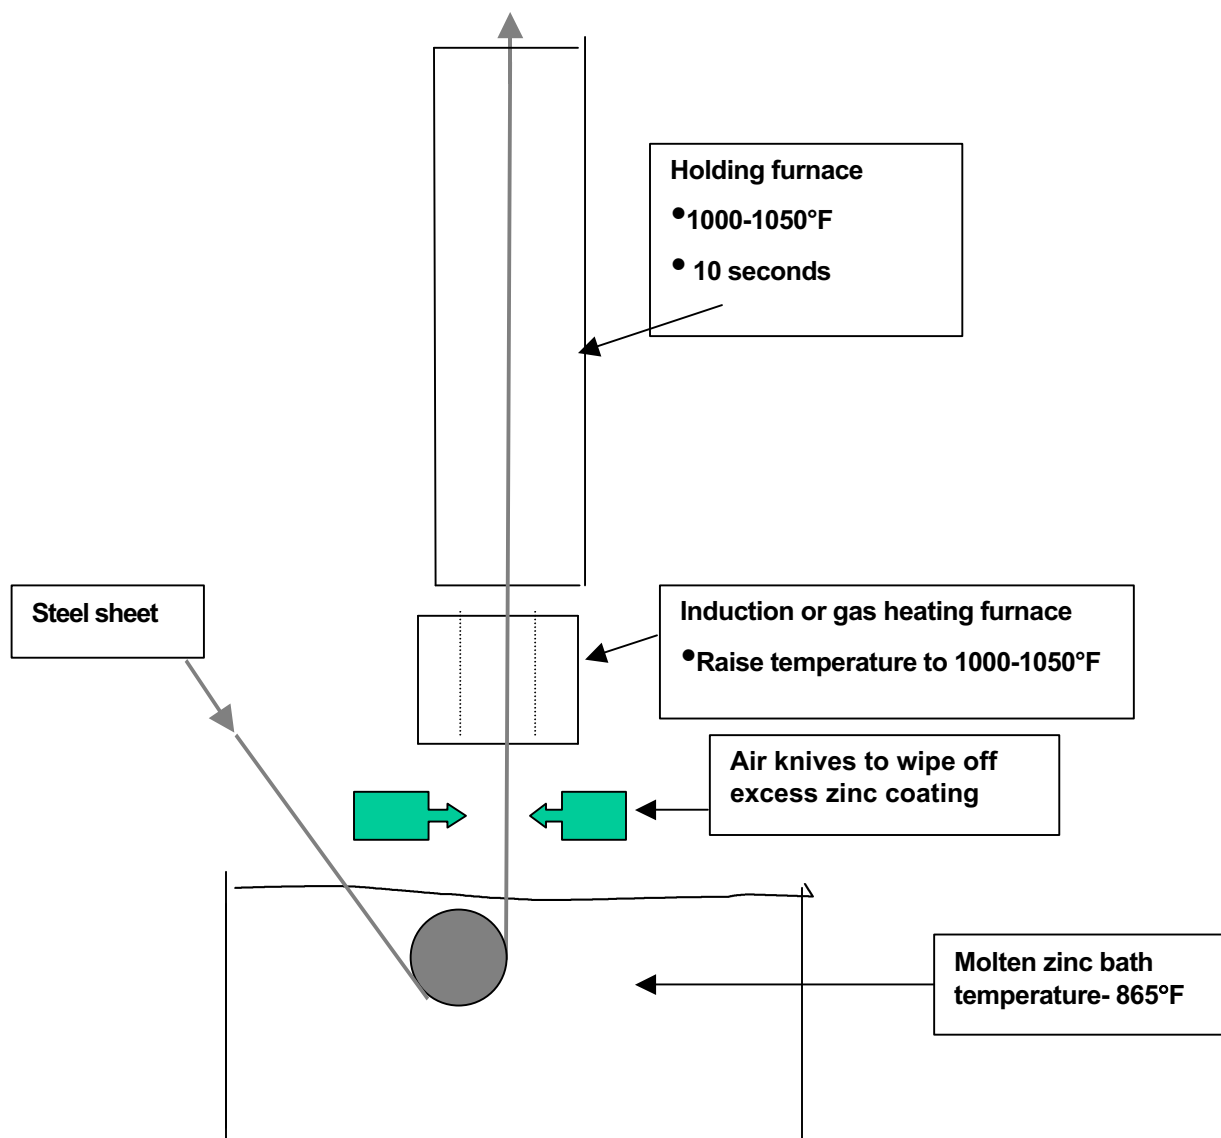 Holding furnace
•1000-1050°F
• 10 seconds
Steel sheet
Induction or gas heating furnace
•Raise temperature to 1000-1050°F
Air knives to wipe off
excess zinc coating
Molten zinc bath
temperature- 865°F